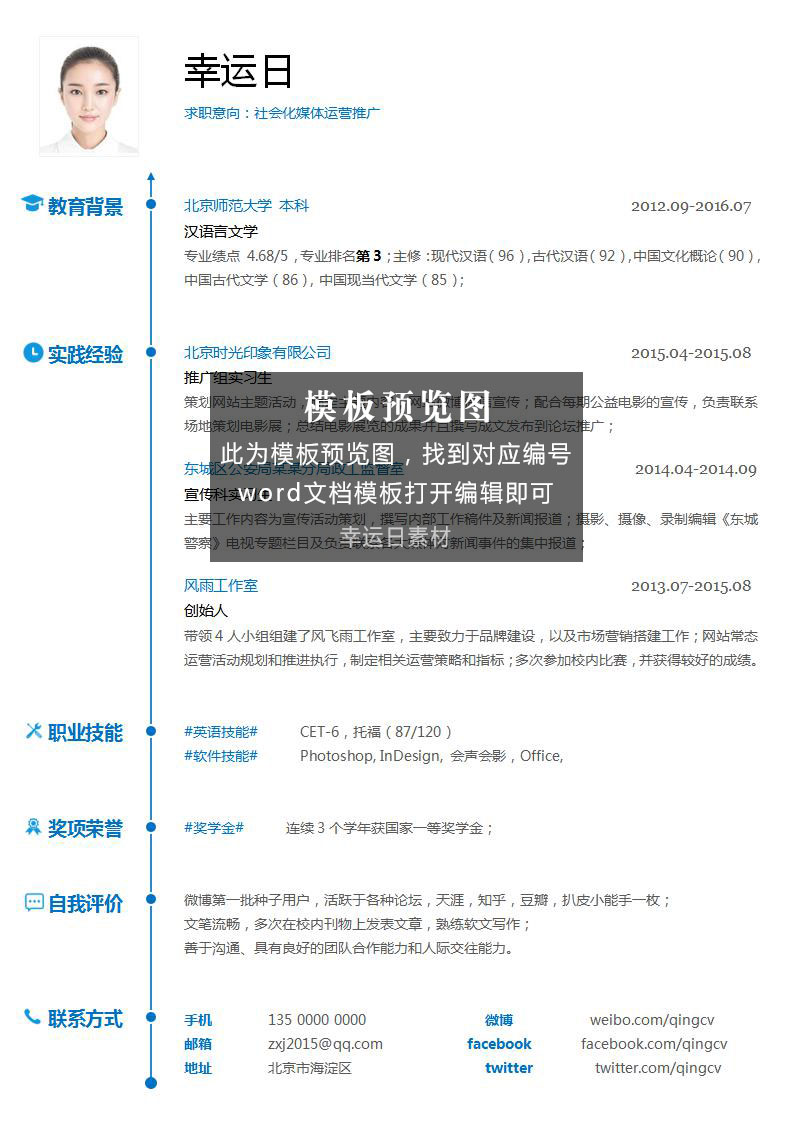 幸运日
求职意向：社会化媒体运营推广
教育背景
北京师范大学 本科 2012.09-2016.07
汉语言文学
专业绩点 4.68/5，专业排名第 3；主修：现代汉语（96），古代汉语（92），中国文化概论（90），
中国古代文学（86），中国现当代文学（85）；
实践经验
北京时光印象有限公司 2015.04-2015.08
推广组实习生
策划网站主题活动，网 宣传；配合每期公益电影的宣传，负责联系
场地策划电影展；总结电影展览的成果并且撰写成文发布到论坛推广；
东城区公安局某某分局政工监督室 2014.04-2014.09
宣传科实习生
主要工作内容为宣传活动策划，撰写内部工作稿件及新闻报道；摄影、摄像、录制编辑《东城
警察》电视专题栏目及负责 对新闻事件的集中报道；
模板预览图
此为模板预览图，找到对应编号
word文档模板打开编辑即可
幸运日素材
风雨工作室 2013.07-2015.08
创始人
带领 4 人小组组建了风飞雨工作室，主要致力于品牌建设，以及市场营销搭建工作；网站常态
运营活动规划和推进执行，制定相关运营策略和指标；多次参加校内比赛，并获得较好的成绩。
职业技能
#英语技能# CET-6，托福（87/120）
#软件技能# Photoshop, InDesign, 会声会影，Office,
奖项荣誉
#奖学金# 连续 3 个学年获国家一等奖学金；
自我评价
微博第一批种子用户，活跃于各种论坛，天涯，知乎，豆瓣，扒皮小能手一枚；
文笔流畅，多次在校内刊物上发表文章，熟练软文写作；
善于沟通、具有良好的团队合作能力和人际交往能力。
联系方式
手机 135 0000 0000 微博 weibo.com/qingcv
邮箱 zxj2015@qq.com facebook facebook.com/qingcv
地址 北京市海淀区 twitter twitter.com/qingcv